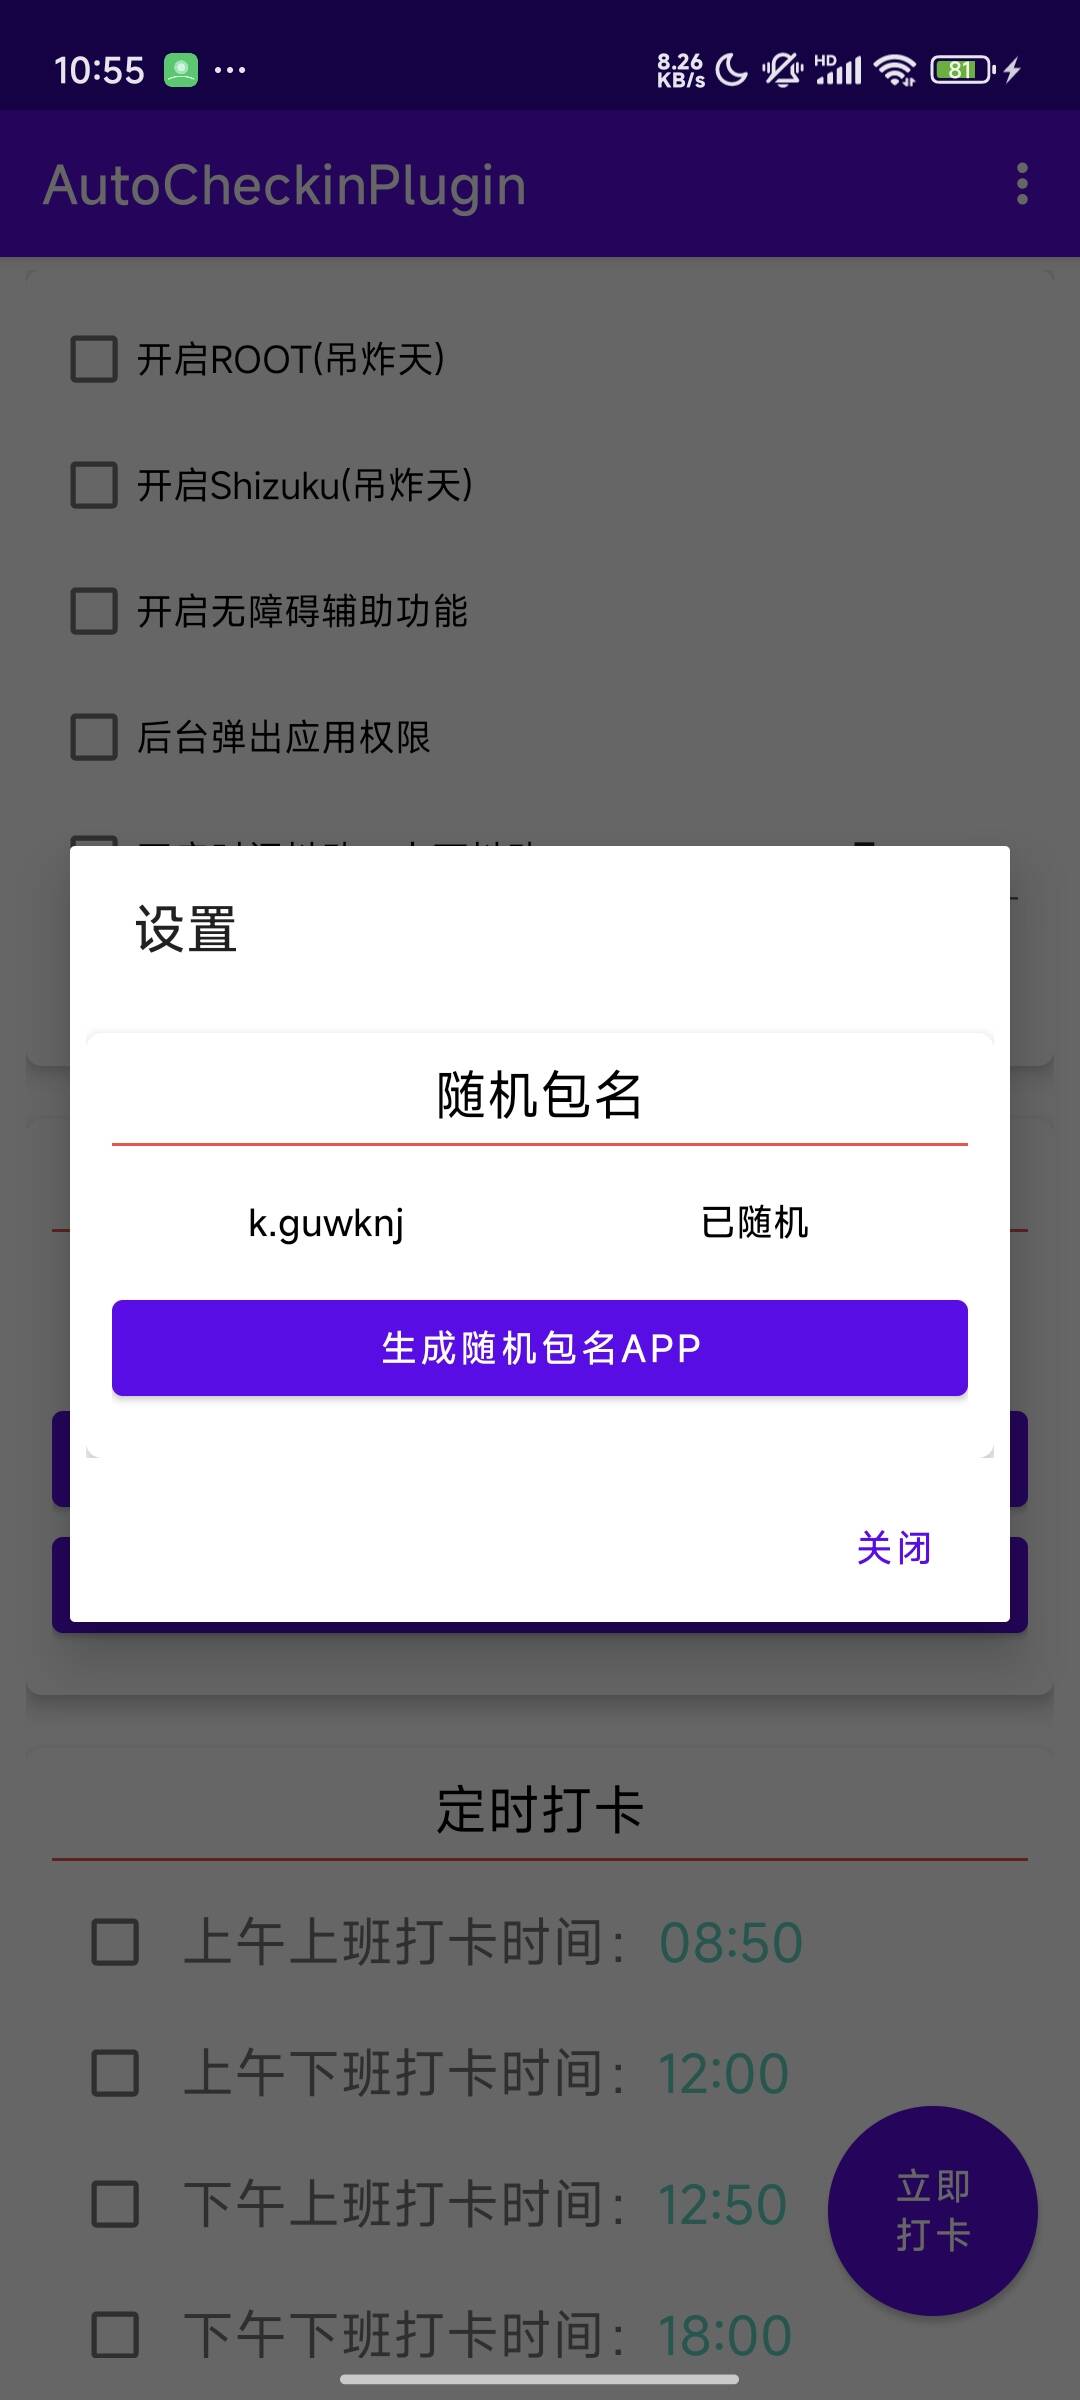 10:55
8.26
KB/s
HD
81
AutoCheckinPlugin
开启ROOT(吊炸天)
开启Shizuku(吊炸天)
开启无障碍辅助功能
后台弹出应用权限
设置
随机包名
k.guwknj 已随机
生成随机包名APP
关闭
定时打卡
上午上班打卡时间: 08:50
上午下班打卡时间: 12:00
下午上班打卡时间: 12:50
立即
打卡
下午下班打卡时间: 18:00